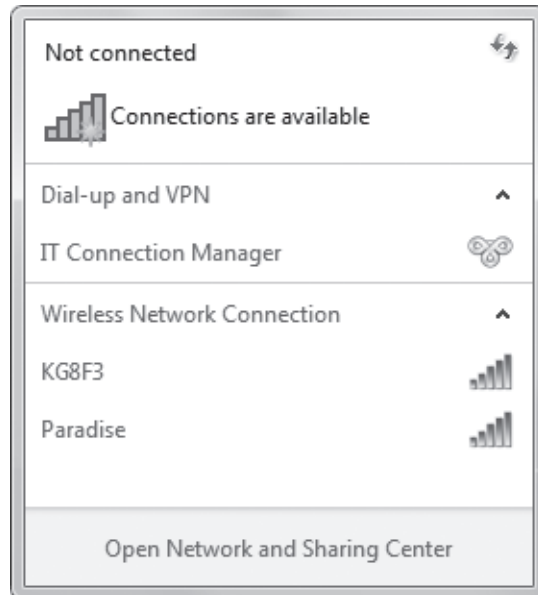 Not connected
Connections are available
Dial-up and VPN
IT Connection Manager
Wireless Network Connection
KG8F3
Paradise
Open Network and Sharing Center